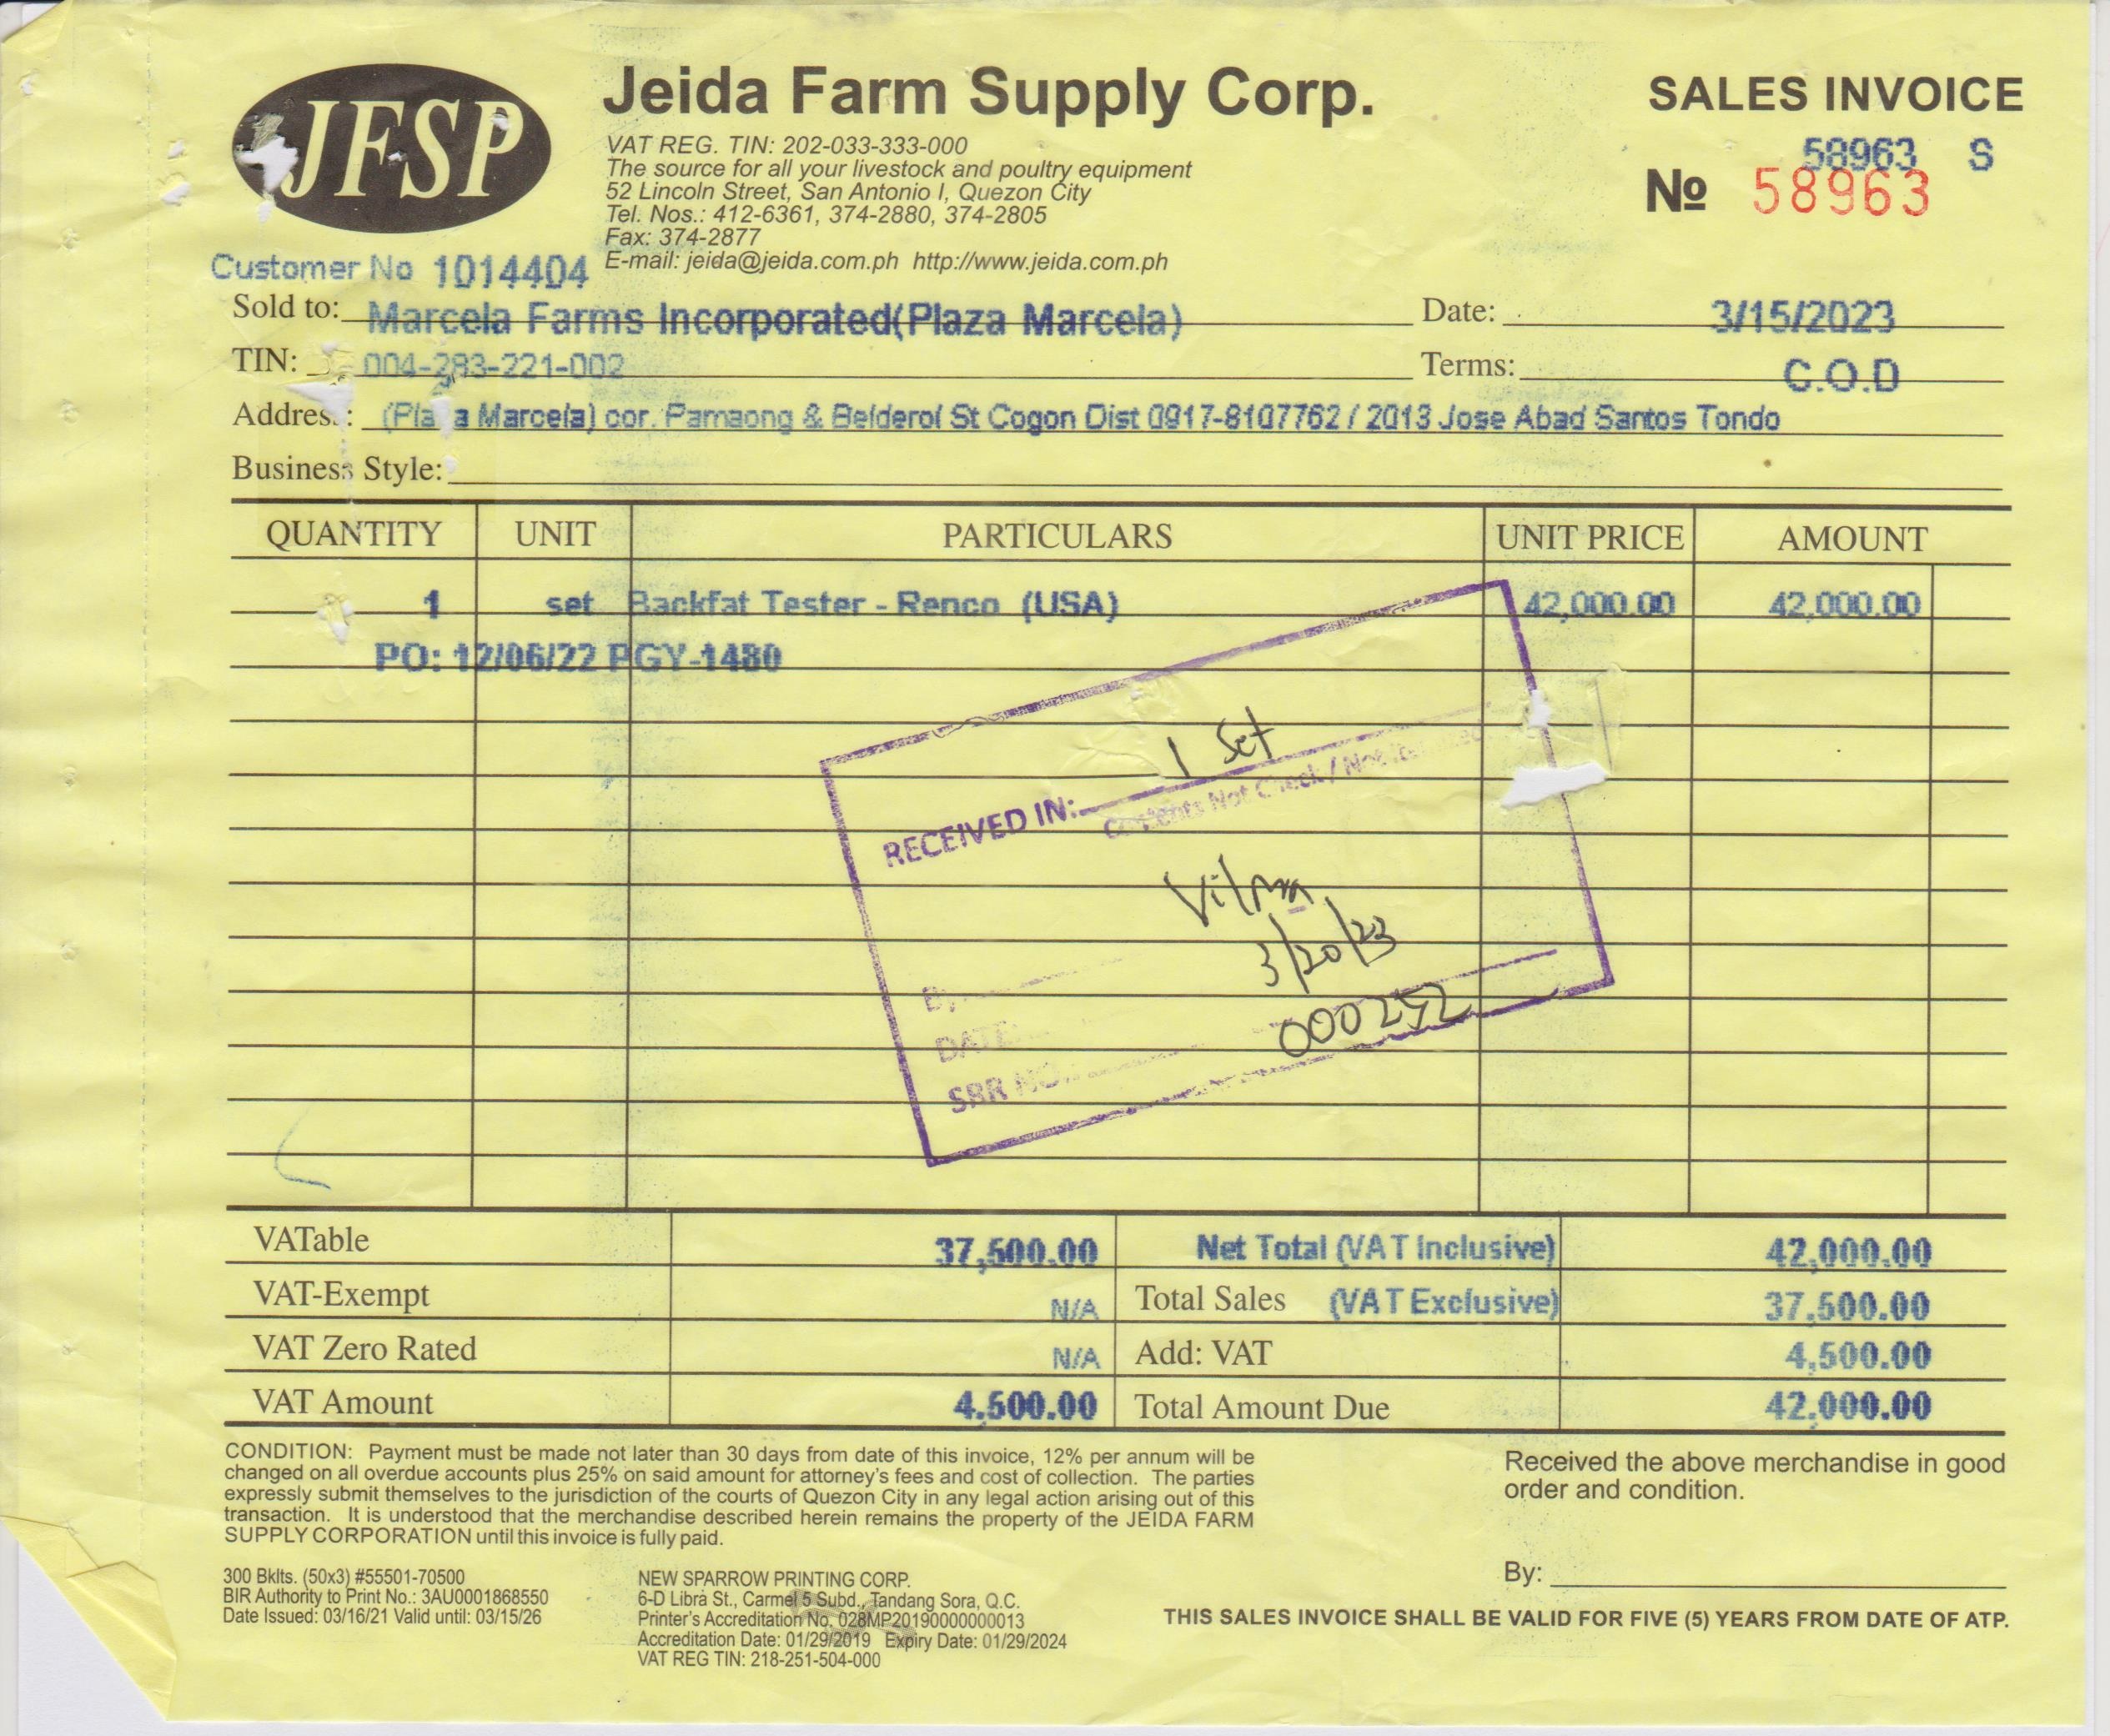 JFSP
Jeida Farm Supply Corp.
SALES INVOICE
VAT REG. TIN: 202-033-333-000
The source for all your livestock and poultry equipment
52 Lincoln Street, San Antonio I, Quezon City
Tel. Nos.: 412-6361, 374-2880, 374-2805
Fax: 374-2877
E-mail: jeida@jeida.com.ph http://www.jeida.com.ph
58963 S
№ 58963
Customer No 1014404
Sold to: Marcela Farms Incorporated(Plaza Marcela) Date: 3/15/2023
TIN: 004-283-221-002 Terms: C.O.D
Address: (Plaza Marcela) cor. Pamaong & Belderol St Cogon Dist 0917-8107762 / 2013 Jose Abad Santos Tondo
Business Style:
QUANTITY UNIT PARTICULARS UNIT PRICE AMOUNT
1 set Backfat Tester - Renco (USA) 42,000.00 42,000.00
PO: 12/06/22 PGY-1480
RECEIVED IN: 1 Set
Contents Not Check / Not
Vilma
By
3/20/23
DATE:
SRR NO.: 000252
VATable 37,500.00 Net Total (VAT Inclusive) 42,000.00
VAT-Exempt N/A Total Sales (VAT Exclusive) 37,500.00
VAT Zero Rated N/A Add: VAT 4,500.00
VAT Amount 4,500.00 Total Amount Due 42,000.00
CONDITION: Payment must be made not later than 30 days from date of this invoice, 12% per annum will be
changed on all overdue accounts plus 25% on said amount for attorney's fees and cost of collection. The parties
expressly submit themselves to the jurisdiction of the courts of Quezon City in any legal action arising out of this
transaction. It is understood that the merchandise described herein remains the property of the JEIDA FARM
SUPPLY CORPORATION until this invoice is fully paid.
Received the above merchandise in good
order and condition.
By:
300 Bklts. (50x3) #55501-70500
BIR Authority to Print No.: 3AU0001868550
Date Issued: 03/16/21 Valid until: 03/15/26
NEW SPARROW PRINTING CORP.
6-D Libra St., Carmel 5 Subd., Tandang Sora, Q.C.
Printer's Accreditation No. 028MP20190000000013
Accreditation Date: 01/29/2019 Expiry Date: 01/29/2024
VAT REG TIN: 218-251-504-000
THIS SALES INVOICE SHALL BE VALID FOR FIVE (5) YEARS FROM DATE OF ATP.